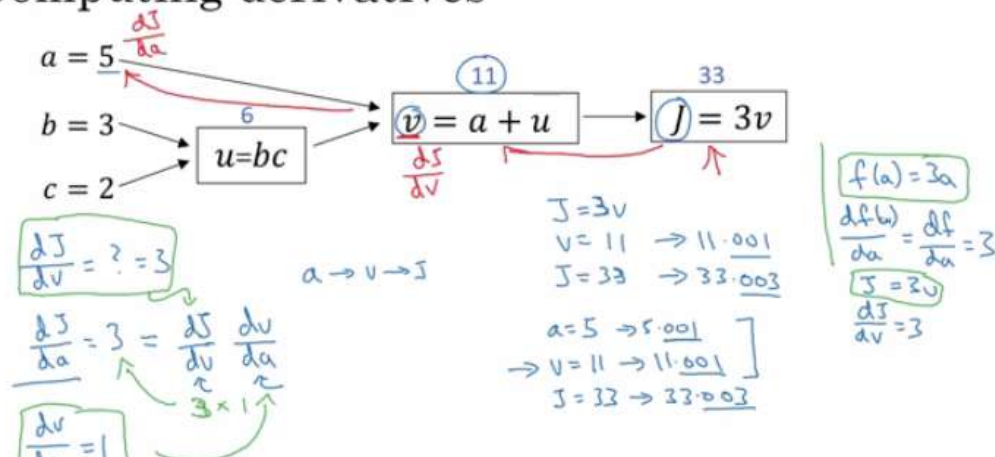 computing derivatives
dJ/da
a = 5
11
33
b = 3
6
v = a + u
J = 3v
u=bc
dJ/dv
c = 2
dJ/dv = ? = 3
a → v → J
dJ/da = 3 = dJ/dv dv/da
3 × 1
dv/ = 1
J = 3v
v = 11 → 11.001
J = 33 → 33.003
a = 5 → 5.001
→ v = 11 → 11.001
J = 33 → 33.003
f(a) = 3a
df(a)/da = df/da = 3
J = 3v
dJ/dv = 3